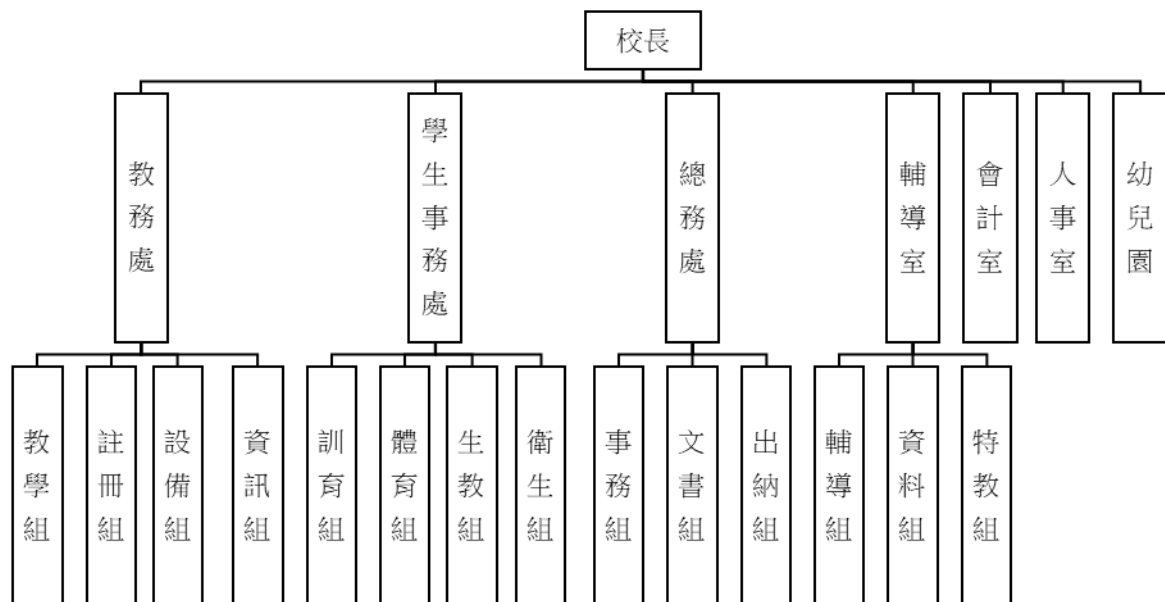 校長
教務處
學生事務處
總務處
輔導室
會計室
人事室
幼兒園
教學組
註冊組
設備組
資訊組
訓育組
體育組
生教組
衛生組
事務組
文書組
出納組
輔導組
資料組
特教組